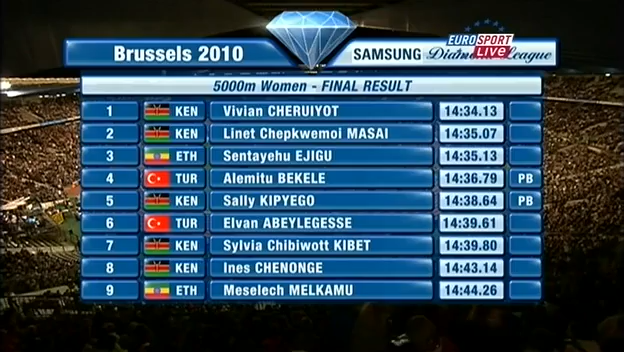 EUROSPORT
LIVE
Brussels 2010
SAMSUNG Diamond League
5000m Women - FINAL RESULT
1 KEN Vivian CHERUIYOT 14:34.13
2 KEN Linet Chepkwemoi MASAI 14:35.07
3 ETH Sentayehu EJIGU 14:35.13
4 TUR Alemitu BEKELE 14:36.79 PB
5 KEN Sally KIPYEGO 14:38.64 PB
6 TUR Elvan ABEYLEGESSE 14:39.61
7 KEN Sylvia Chibiwott KIBET 14:39.80
8 KEN Ines CHENONGE 14:43.14
9 ETH Meselech MELKAMU 14:44.26